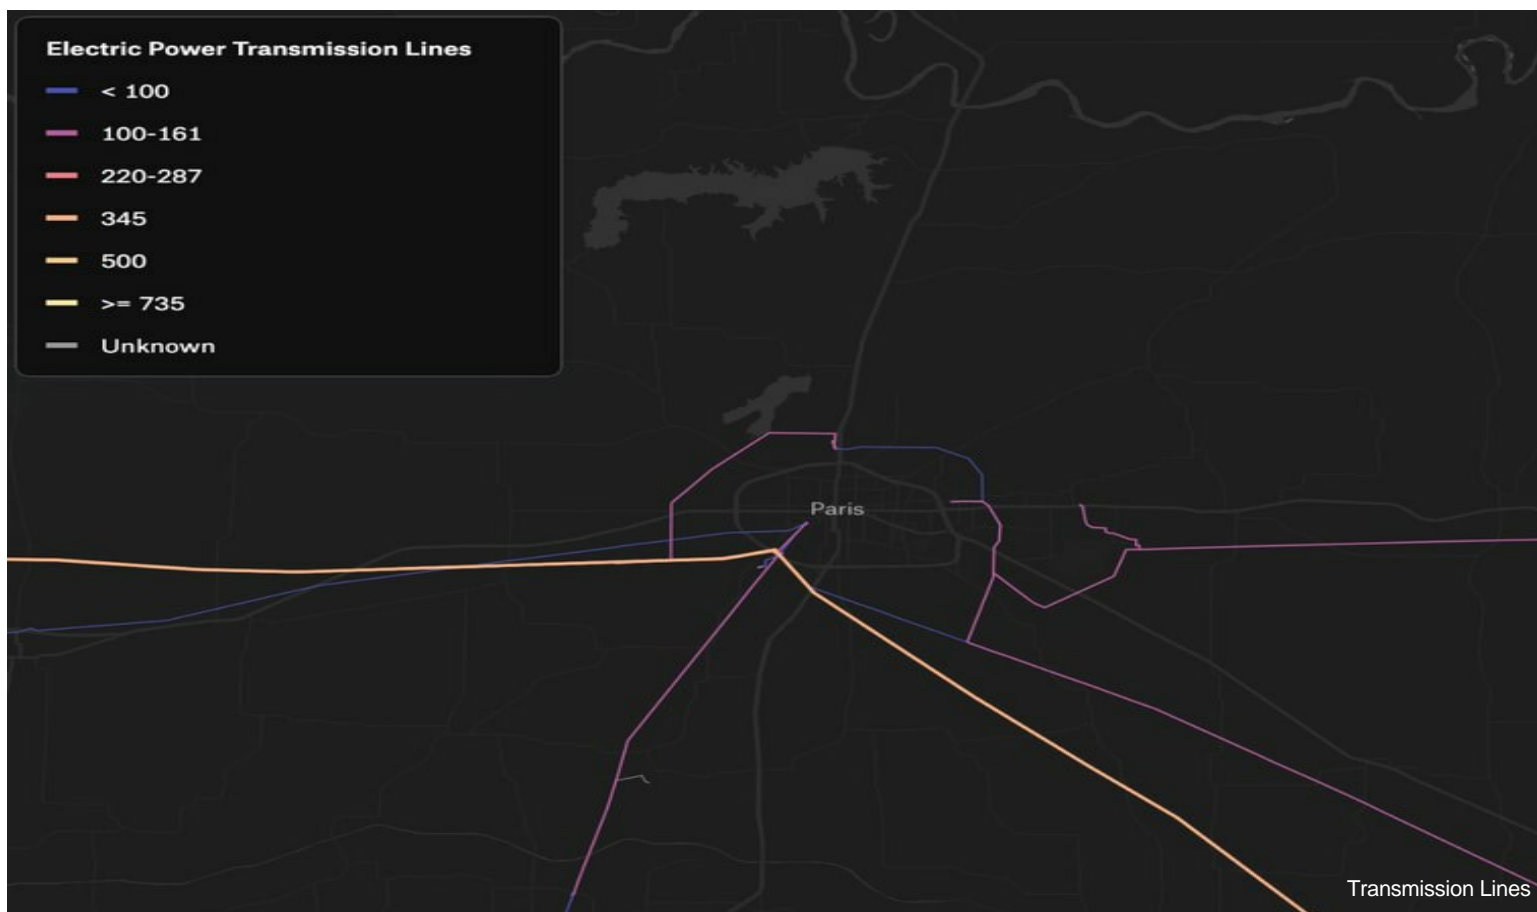 Electric Power Transmission Lines
< 100
100-161
220-287
345
500
>= 735
Unknown
Paris
Transmission Lines